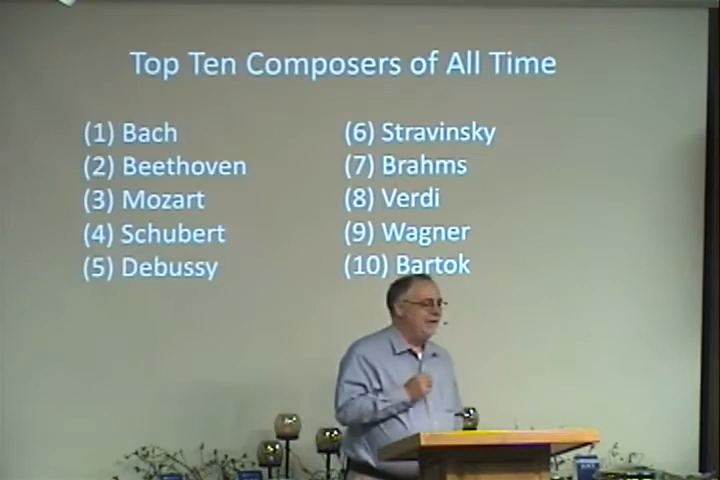 Top Ten Composers of All Time
(1) Bach
(2) Beethoven
(3) Mozart
(4) Schubert
(5) Debussy
(6) Stravinsky
(7) Brahms
(8) Verdi
(9) Wagner
(10) Bartok